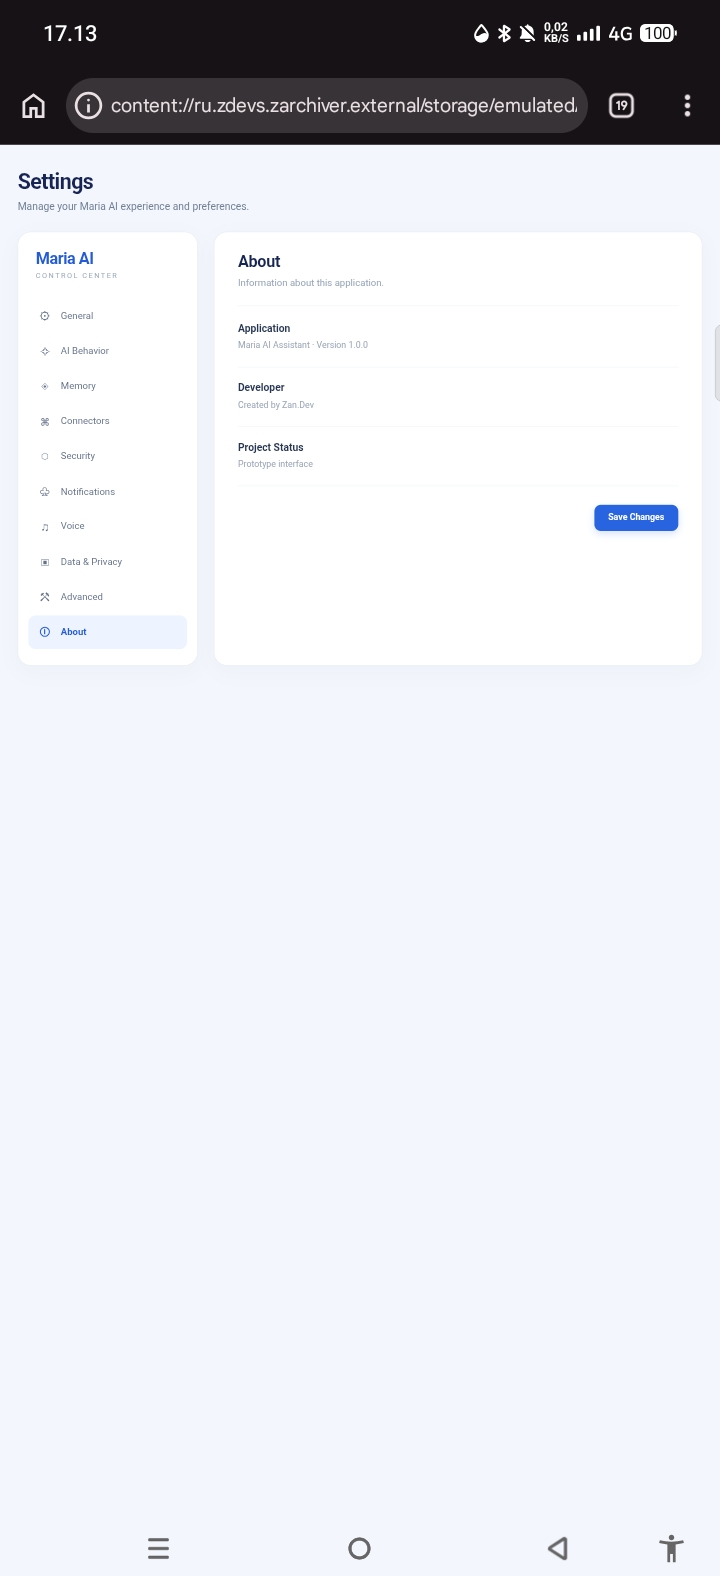 17.13
0,02
KB/S
4G
100
content://ru.zdevs.zarchiver.external/storage/emulated/
19
Settings
Manage your Maria AI experience and preferences.
Maria AI
CONTROL CENTER
General
AI Behavior
Memory
Connectors
Security
Notifications
Voice
Data & Privacy
Advanced
About
About
Information about this application.
Application
Maria AI Assistant · Version 1.0.0
Developer
Created by Zan.Dev
Project Status
Prototype interface
Save Changes